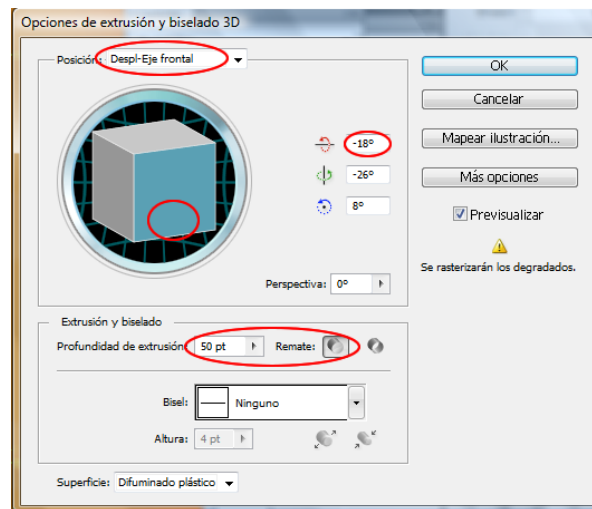 Opciones de extrusión y biselado 3D
Posición: Despl-Eje frontal
OK
Cancelar
Mapear ilustración...
Más opciones
Previsualizar
Se rasterizarán los degradados.
-18°
-26°
8°
Perspectiva: 0°
Extrusión y biselado
Profundidad de extrusión: 50 pt Remate:
Bisel: Ninguno
Altura: 4 pt
Superficie: Difuminado plástico